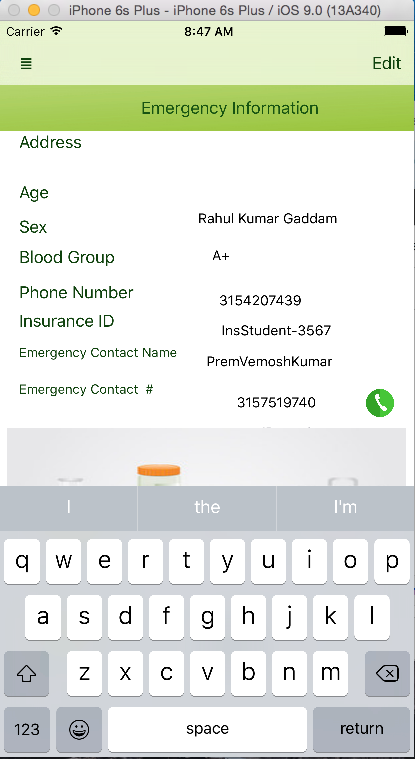 iPhone 6s Plus - iPhone 6s Plus / iOS 9.0 (13A340)
Carrier 8:47 AM
Edit
Emergency Information
Address
Age
Rahul Kumar Gaddam
Sex
Blood Group A+
Phone Number 3154207439
Insurance ID InsStudent-3567
Emergency Contact Name PremVemoshKumar
Emergency Contact # 3157519740
I the I'm
q w e r t y u i o p
a s d f g h j k l
z x c v b n m
123 space return